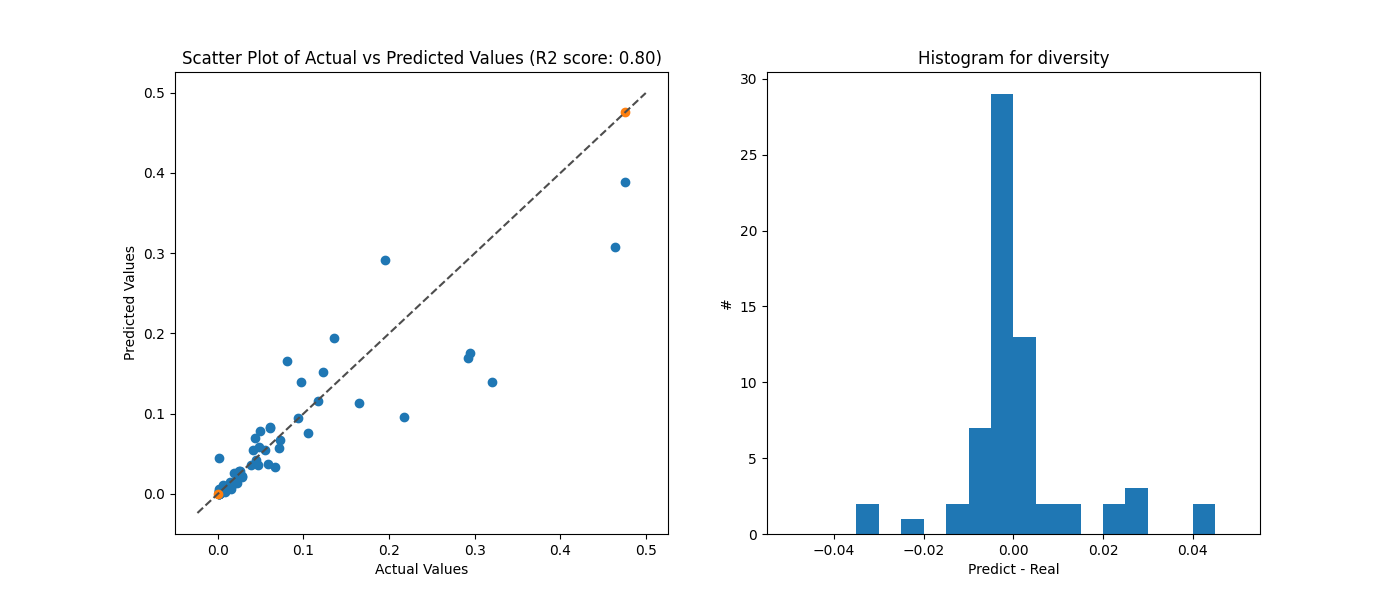 Scatter Plot of Actual vs Predicted Values (R2 score: 0.80)
0.5
0.4
0.3
0.2
0.1
0.0
Predicted Values
0.0 0.1 0.2 0.3 0.4 0.5
Actual Values
Histogram for diversity
30
25
20
15
10
5
0
#
−0.04 −0.02 0.00 0.02 0.04
Predict - Real